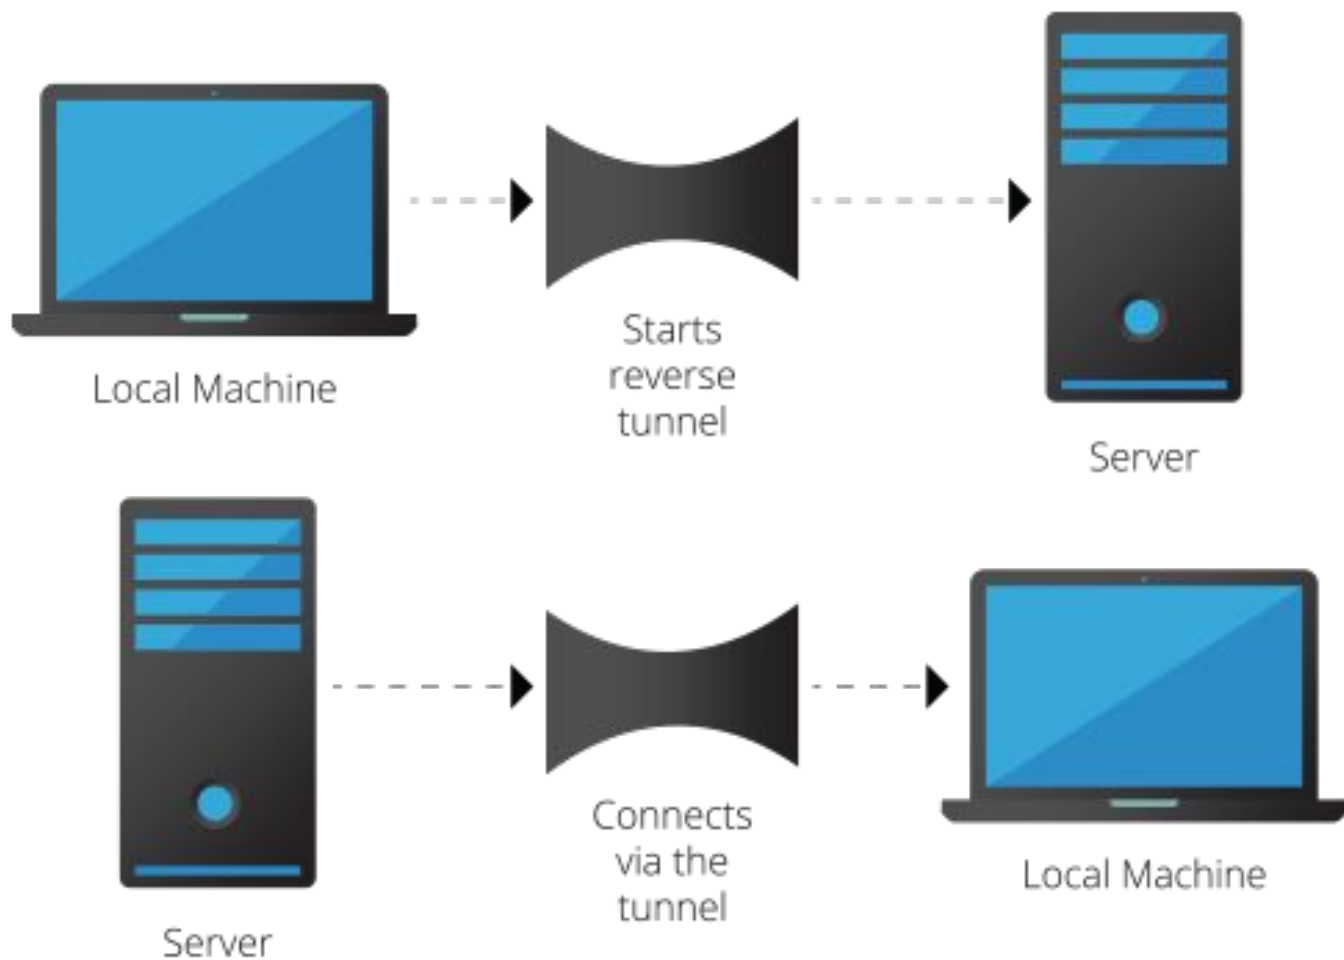 Local Machine
Starts
reverse
tunnel
Server
Server
Connects
via the
tunnel
Local Machine